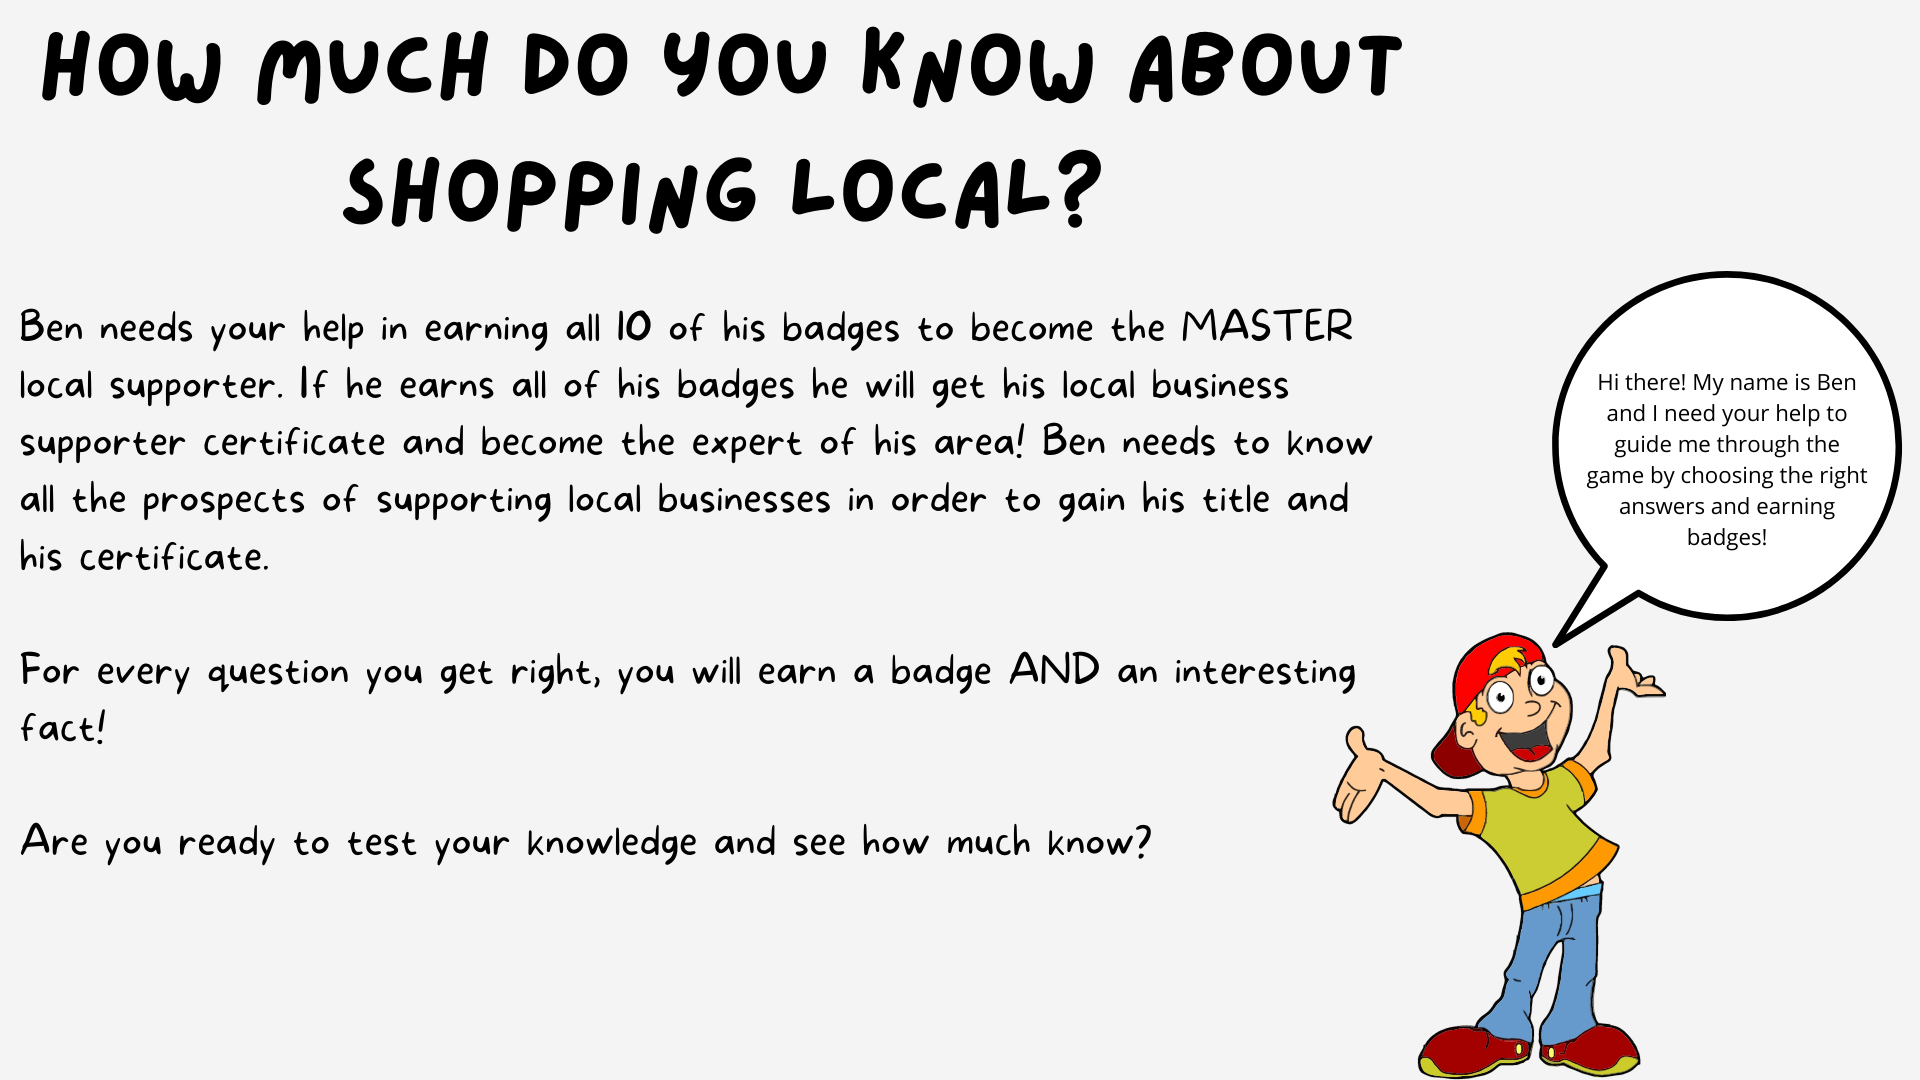 HOW MUCH DO YOU KNOW ABOUT
SHOPPING LOCAL?
Ben needs your help in earning all 10 of his badges to become the MASTER
local supporter. If he earns all of his badges he will get his local business
supporter certificate and become the expert of his area! Ben needs to know
all the prospects of supporting local businesses in order to gain his title and
his certificate.
For every question you get right, you will earn a badge AND an interesting
fact!
Are you ready to test your knowledge and see how much know?
Hi there! My name is Ben
and I need your help to
guide me through the
game by choosing the right
answers and earning
badges!